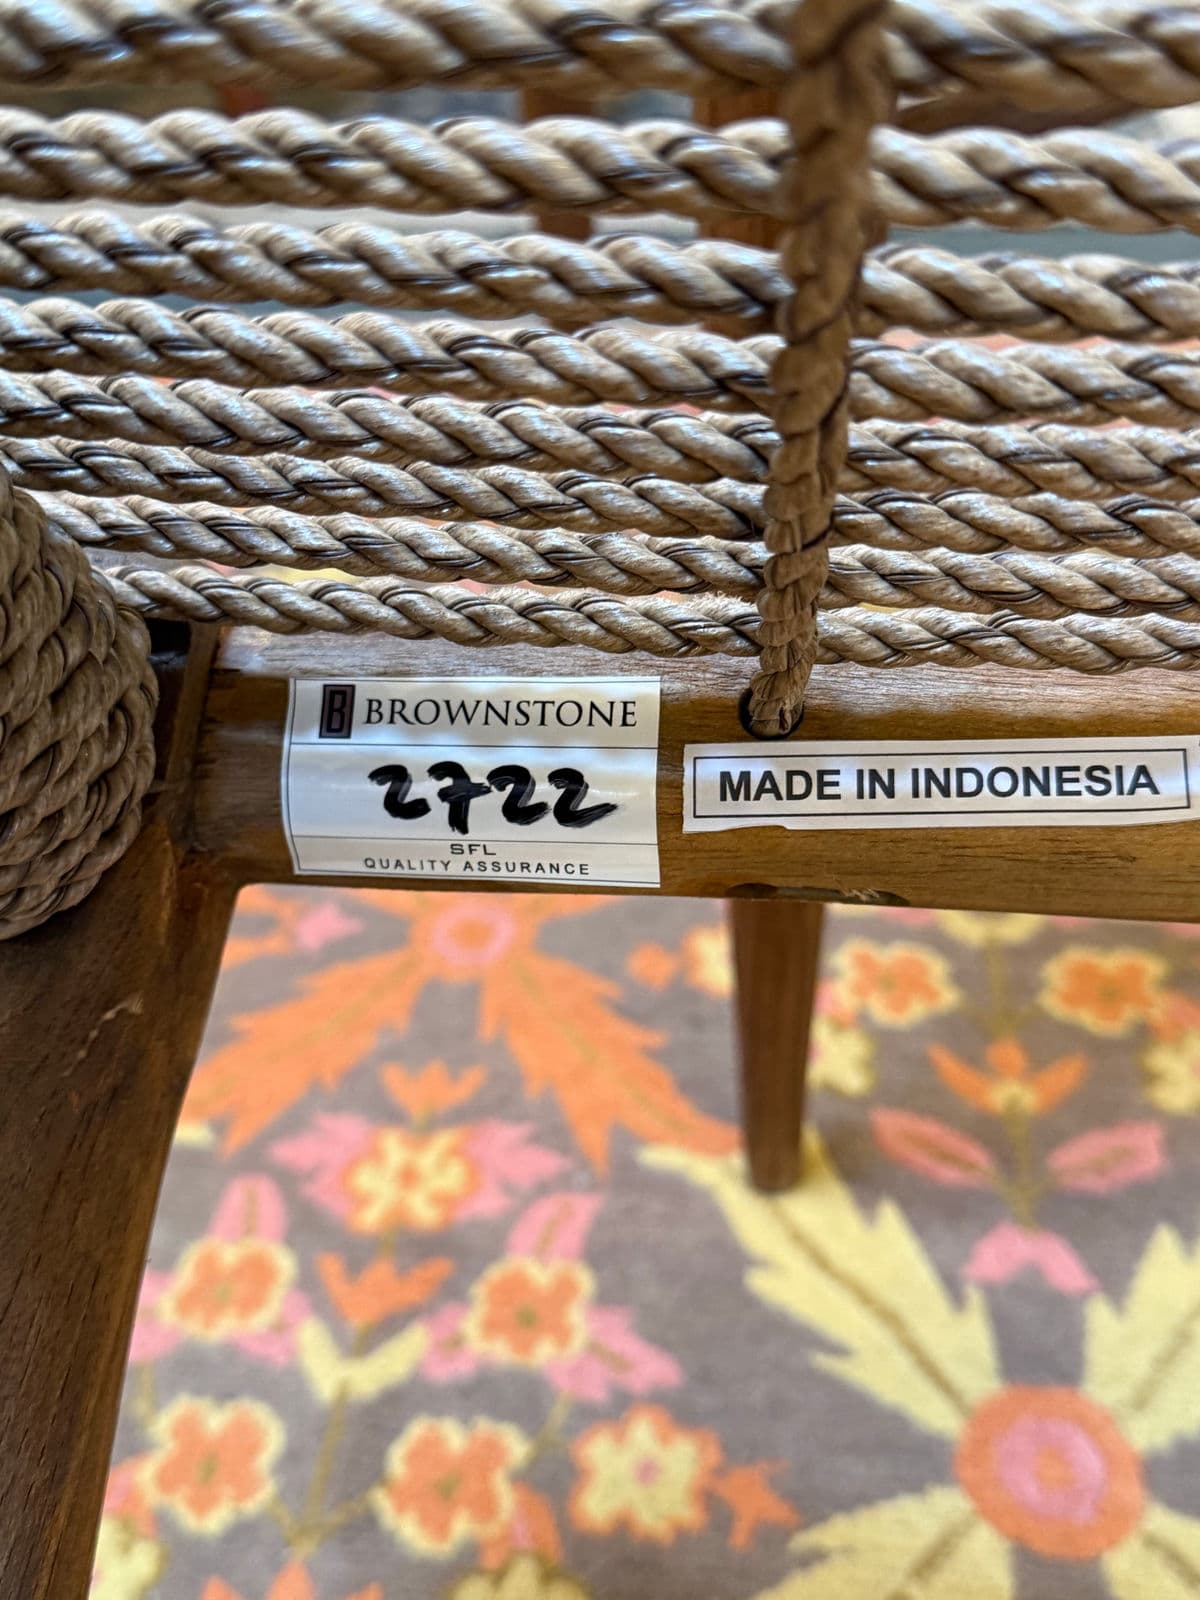 B BROWNSTONE
2722
SFL
QUALITY ASSURANCE
MADE IN INDONESIA